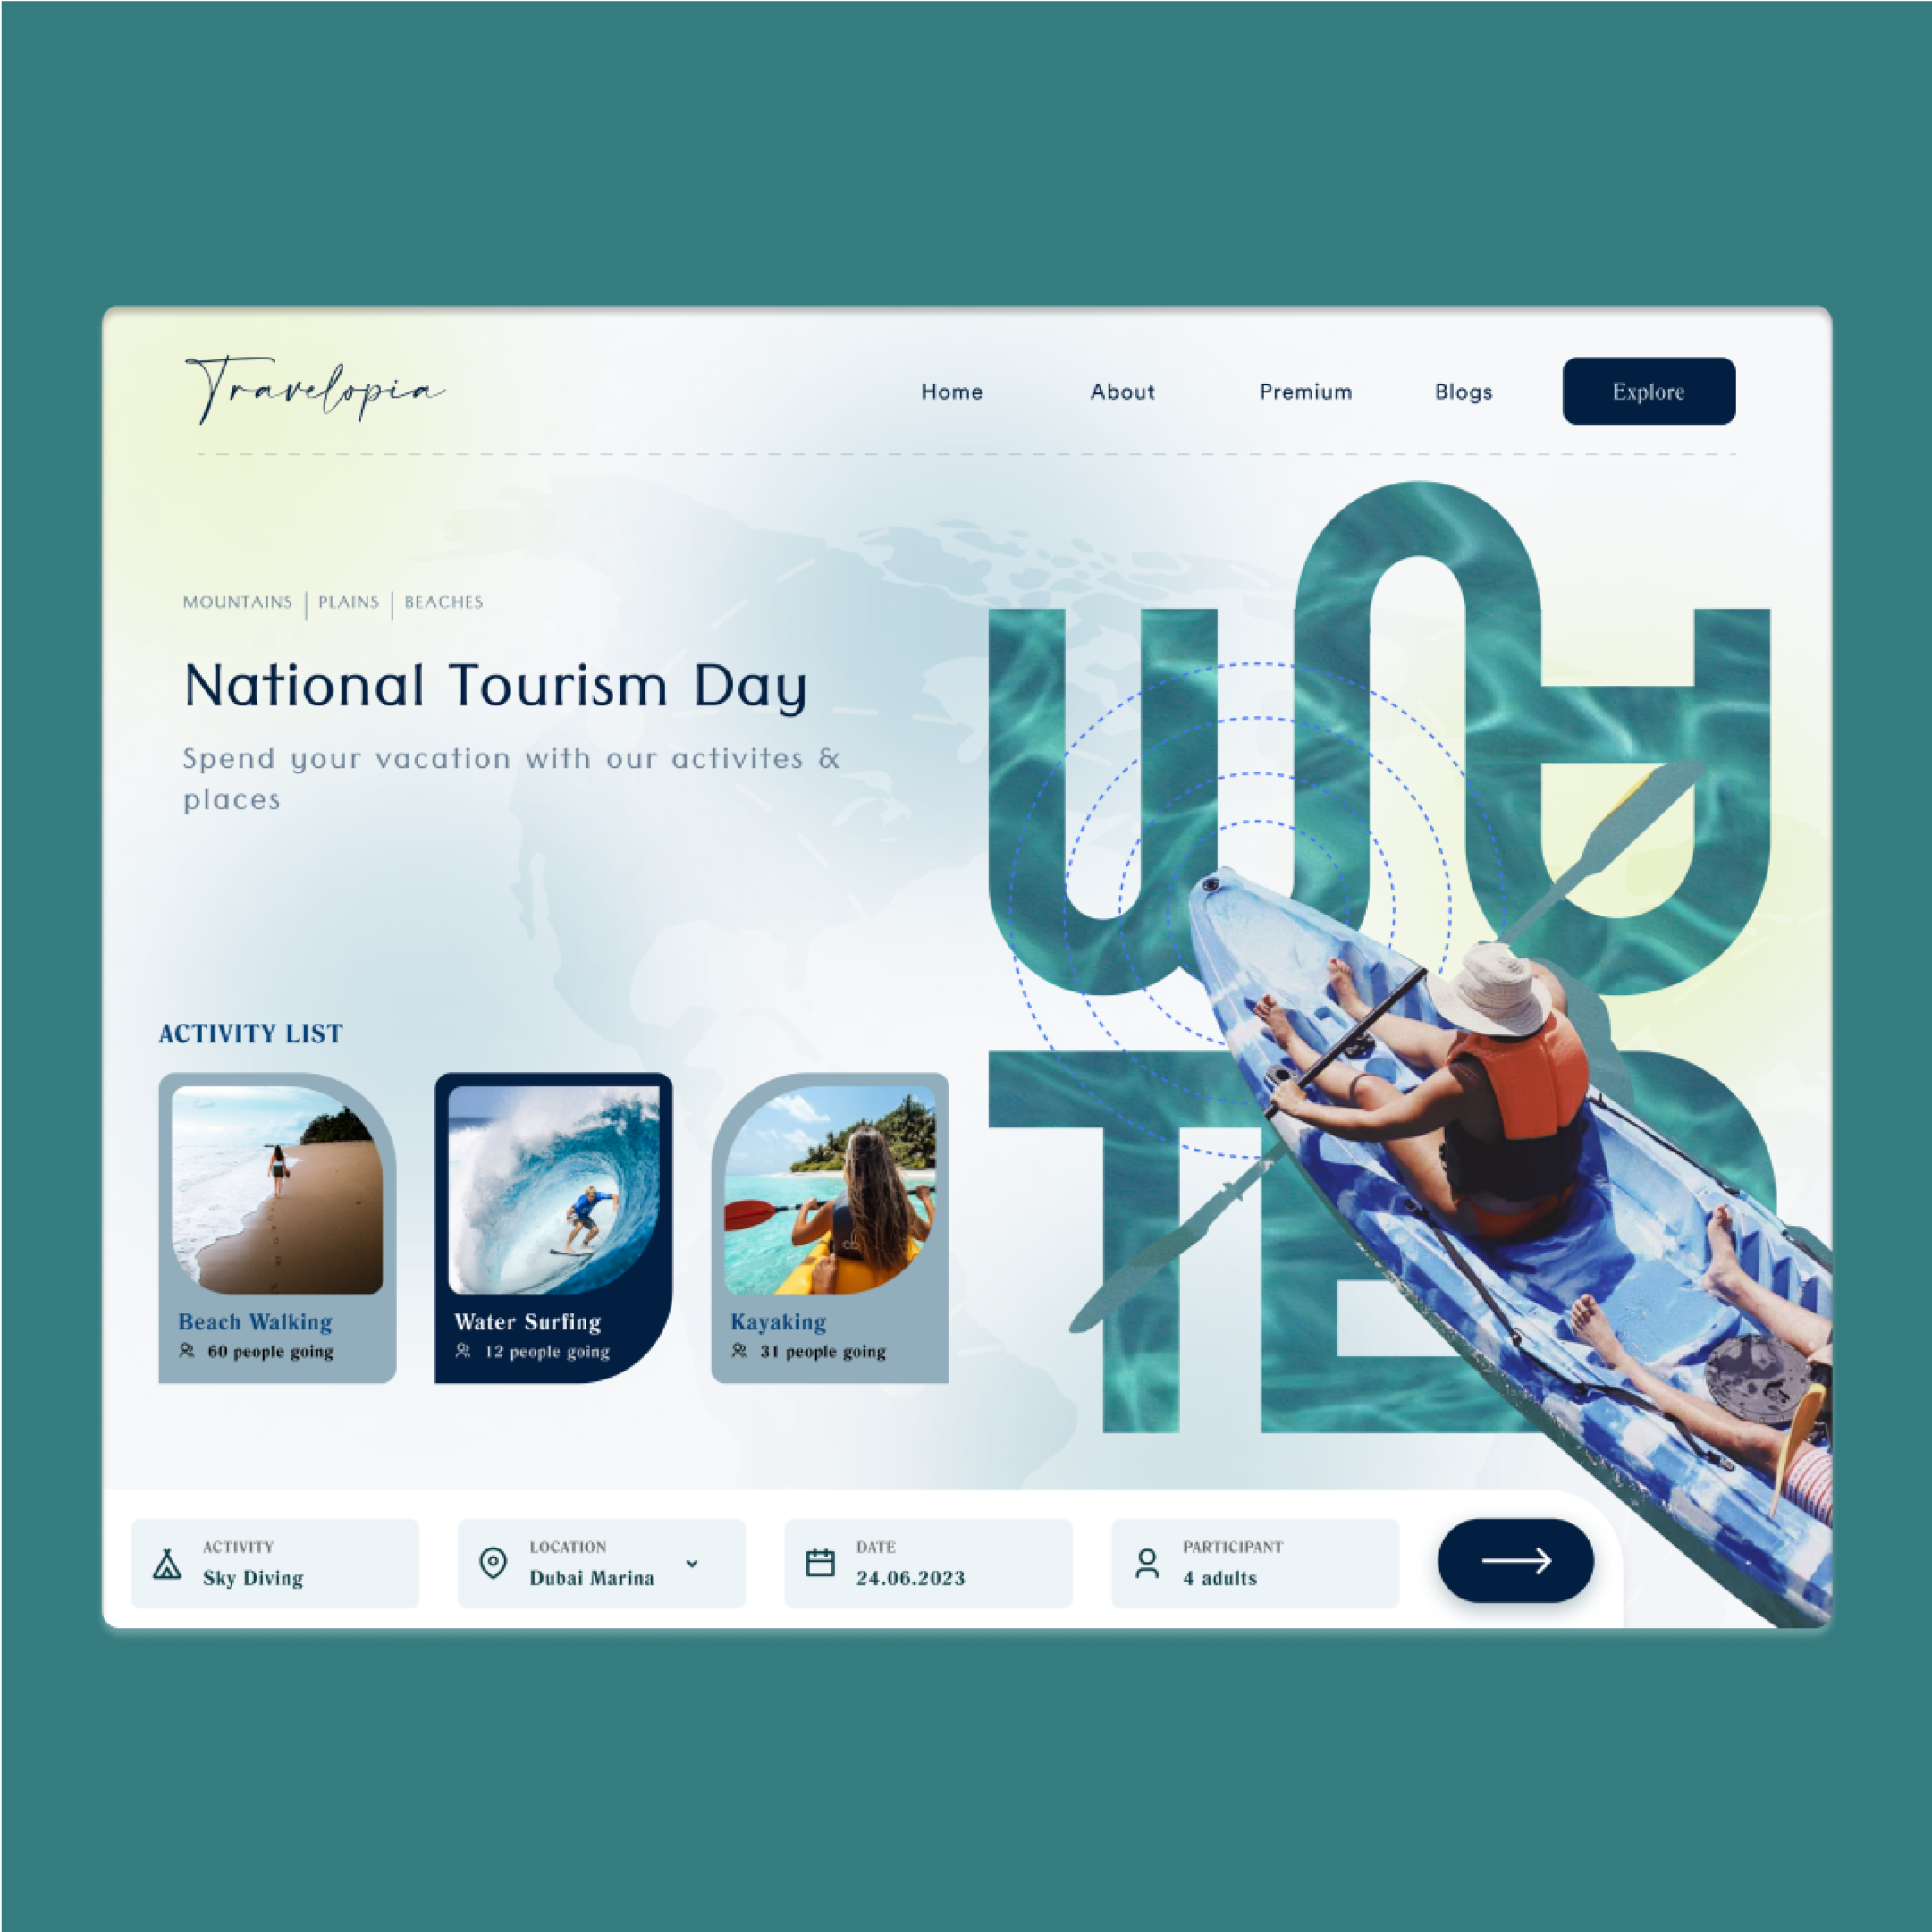 Travelopia
Home
About
Premium
Blogs
Explore
MOUNTAINS | PLAINS | BEACHES
National Tourism Day
Spend your vacation with our activites &
places
ACTIVITY LIST
Beach Walking
60 people going
Water Surfing
12 people going
Kayaking
31 people going
ACTIVITY
Sky Diving
LOCATION
Dubai Marina
DATE
24.06.2023
PARTICIPANT
4 adults